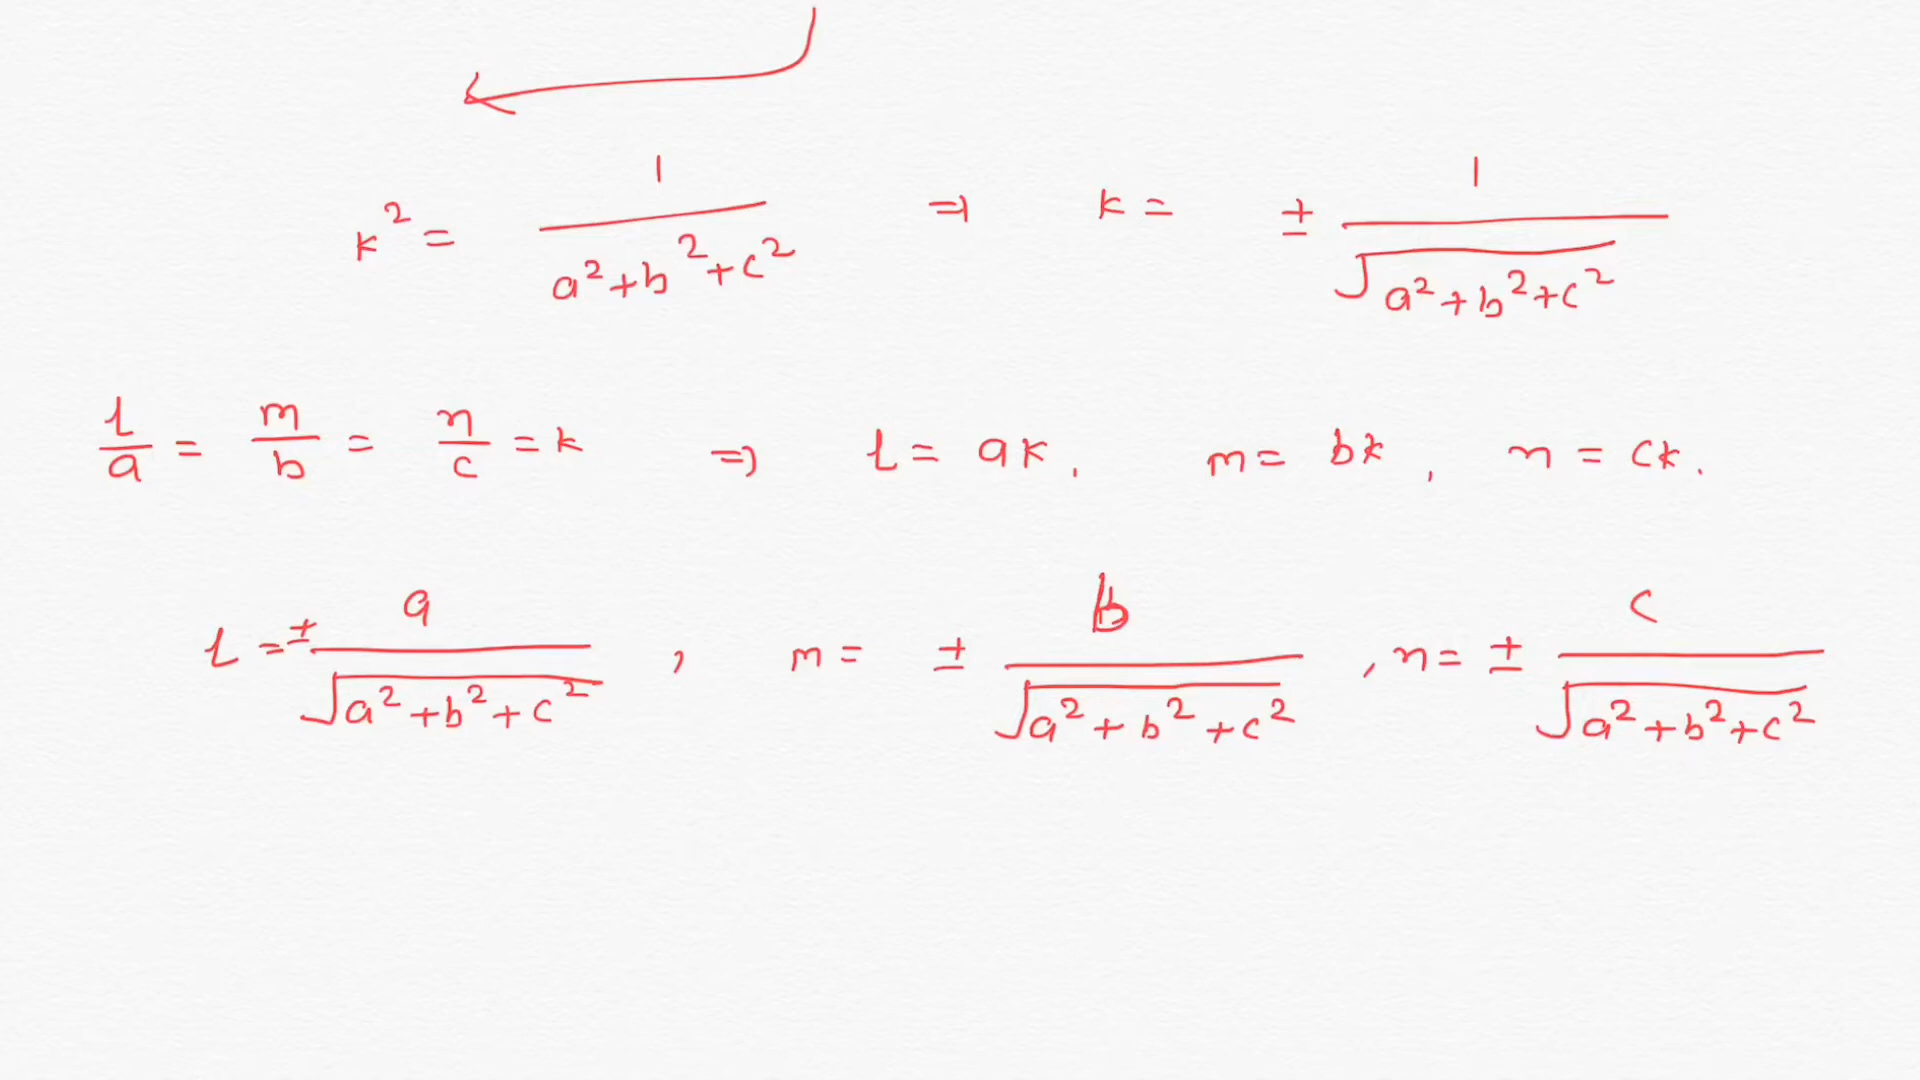 k² = 1/(a²+b²+c²) ⇒ k = ± 1/√(a²+b²+c²)
l/a = m/b = n/c = k ⇒ l = ak, m = bk, n = ck.
l = ± a/√(a²+b²+c²), m = ± b/√(a²+b²+c²), n = ± c/√(a²+b²+c²)